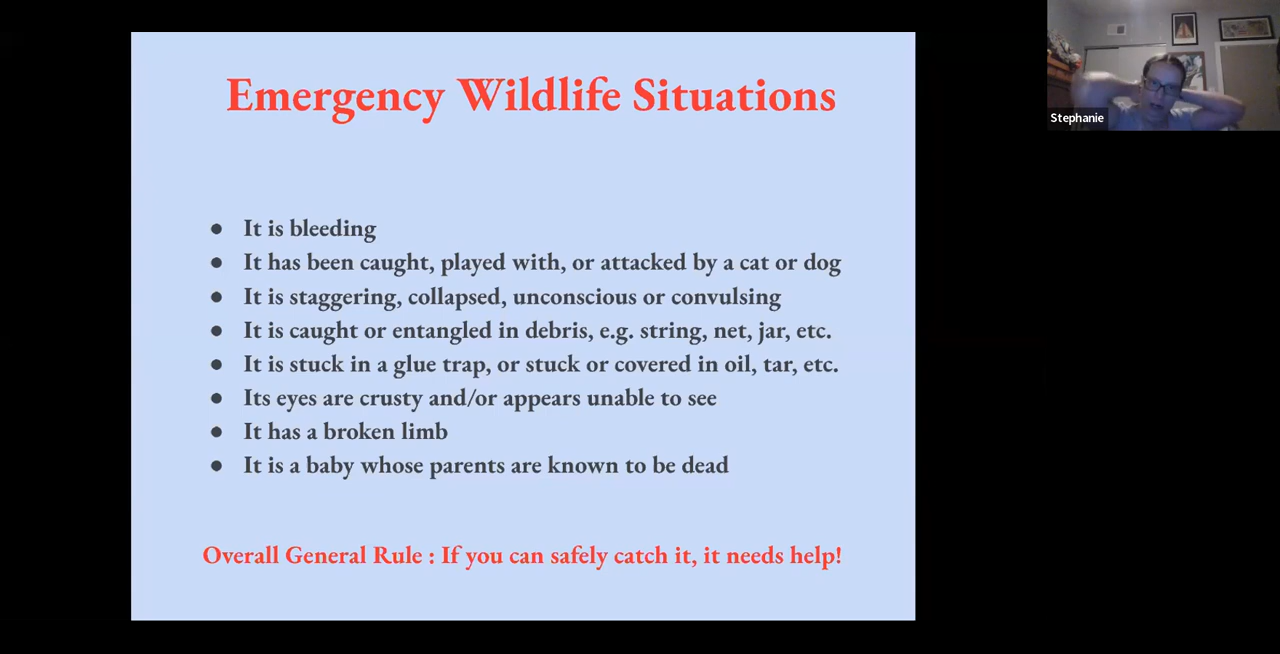 Emergency Wildlife Situations
● It is bleeding
● It has been caught, played with, or attacked by a cat or dog
● It is staggering, collapsed, unconscious or convulsing
● It is caught or entangled in debris, e.g. string, net, jar, etc.
● It is stuck in a glue trap, or stuck or covered in oil, tar, etc.
● Its eyes are crusty and/or appears unable to see
● It has a broken limb
● It is a baby whose parents are known to be dead
Overall General Rule : If you can safely catch it, it needs help!
Stephanie